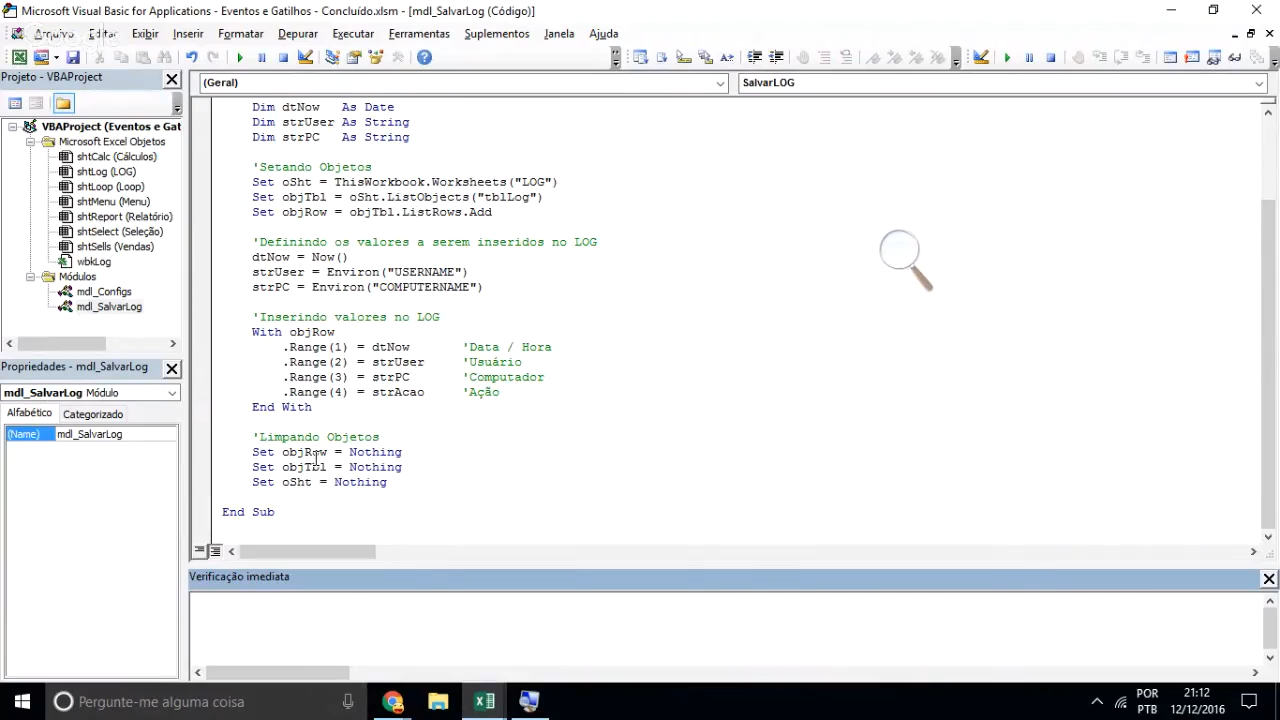 Microsoft Visual Basic for Applications - Eventos e Gatilhos - Concluído.xlsm - [mdl_SalvarLog (Código)]
Arquivo Editar Exibir Inserir Formatar Depurar Executar Ferramentas Suplementos Janela Ajuda
Projeto - VBAProject
(Geral)
SalvarLOG
VBAProject (Eventos e Gat
Microsoft Excel Objetos
shtCalc (Cálculos)
shtLog (LOG)
shtLoop (Loop)
shtMenu (Menu)
shtReport (Relatório)
shtSelect (Seleção)
shtSells (Vendas)
wbkLog
Módulos
mdl_Configs
mdl_SalvarLog
Propriedades - mdl_SalvarLog
mdl_SalvarLog Módulo
Alfabético Categorizado
(Name) mdl_SalvarLog
Dim dtNow As Date
Dim strUser As String
Dim strPC As String
'Setando Objetos
Set oSht = ThisWorkbook.Worksheets("LOG")
Set objTbl = oSht.ListObjects("tblLog")
Set objRow = objTbl.ListRows.Add
'Definindo os valores a serem inseridos no LOG
dtNow = Now()
strUser = Environ("USERNAME")
strPC = Environ("COMPUTERNAME")
'Inserindo valores no LOG
With objRow
.Range(1) = dtNow 'Data / Hora
.Range(2) = strUser 'Usuário
.Range(3) = strPC 'Computador
.Range(4) = strAcao 'Ação
End With
'Limpando Objetos
Set objRow = Nothing
Set objTbl = Nothing
Set oSht = Nothing
End Sub
Verificação imediata
Pergunte-me alguma coisa
POR
PTB
21:12
12/12/2016